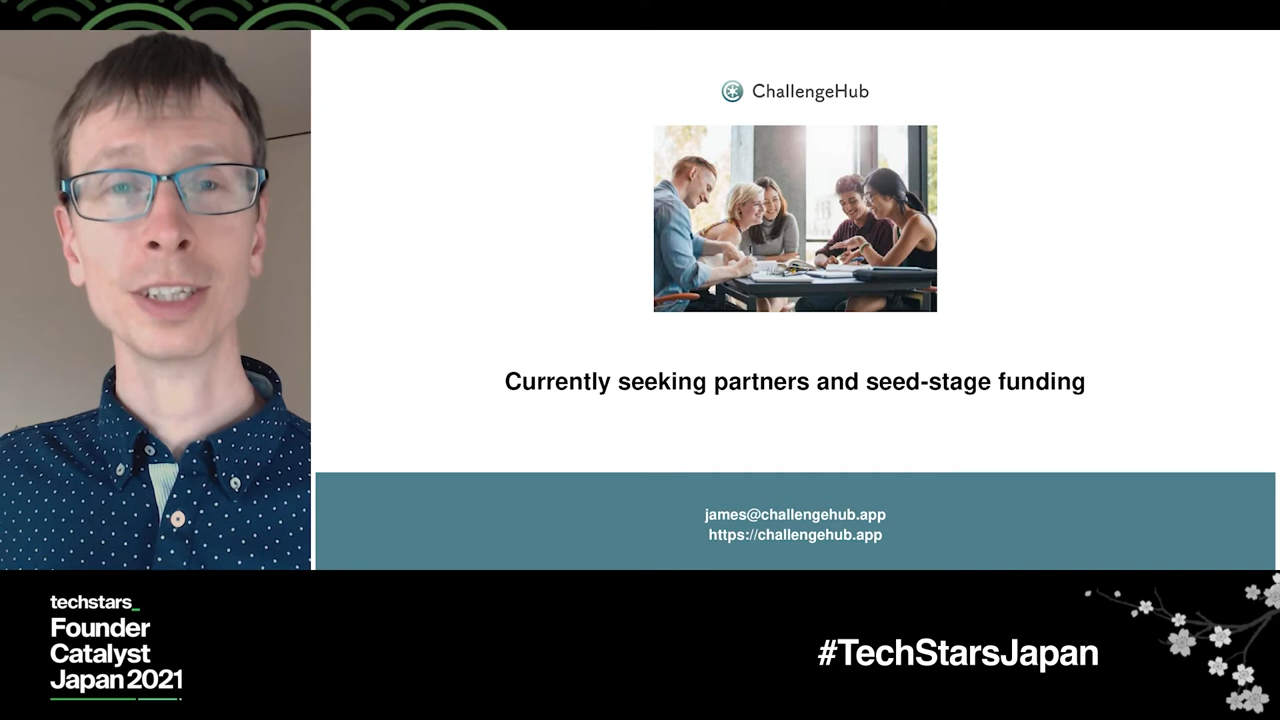 ChallengeHub
Currently seeking partners and seed-stage funding
james@challengehub.app
https://challengehub.app
techstars_
Founder
Catalyst
Japan 2021
#TechStarsJapan